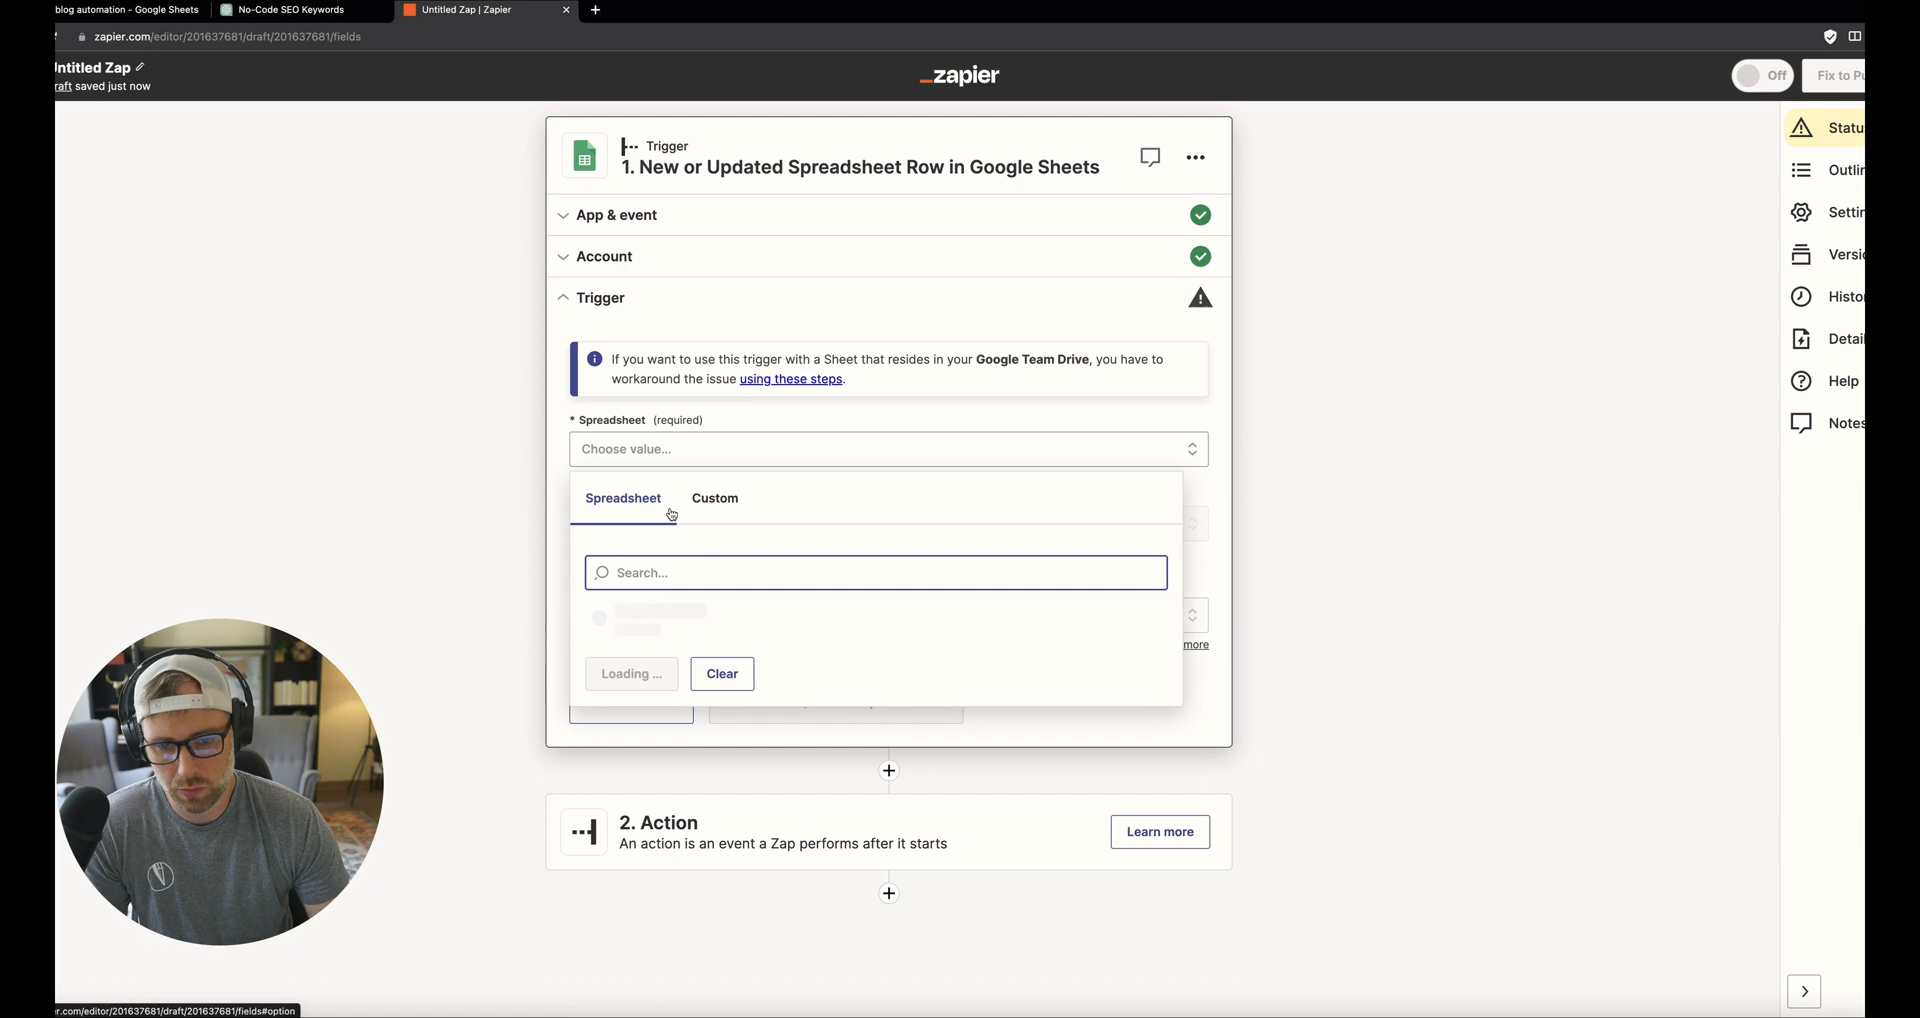 blog automation - Google Sheets
No-Code SEO Keywords
Untitled Zap | Zapier
zapier.com/editor/201637681/draft/201637681/fields
ntitled Zap
raft saved just now
_zapier
Off
Fix to Pu
Trigger
1. New or Updated Spreadsheet Row in Google Sheets
App & event
Account
Trigger
If you want to use this trigger with a Sheet that resides in your Google Team Drive, you have to
workaround the issue using these steps.
* Spreadsheet (required)
Choose value...
Spreadsheet
Custom
Search...
more
Loading ...
Clear
2. Action
An action is an event a Zap performs after it starts
Learn more
Statu
Outlin
Settin
Versio
Histo
Detail
Help
Notes
r.com/editor/201637681/draft/201637681/fields#option